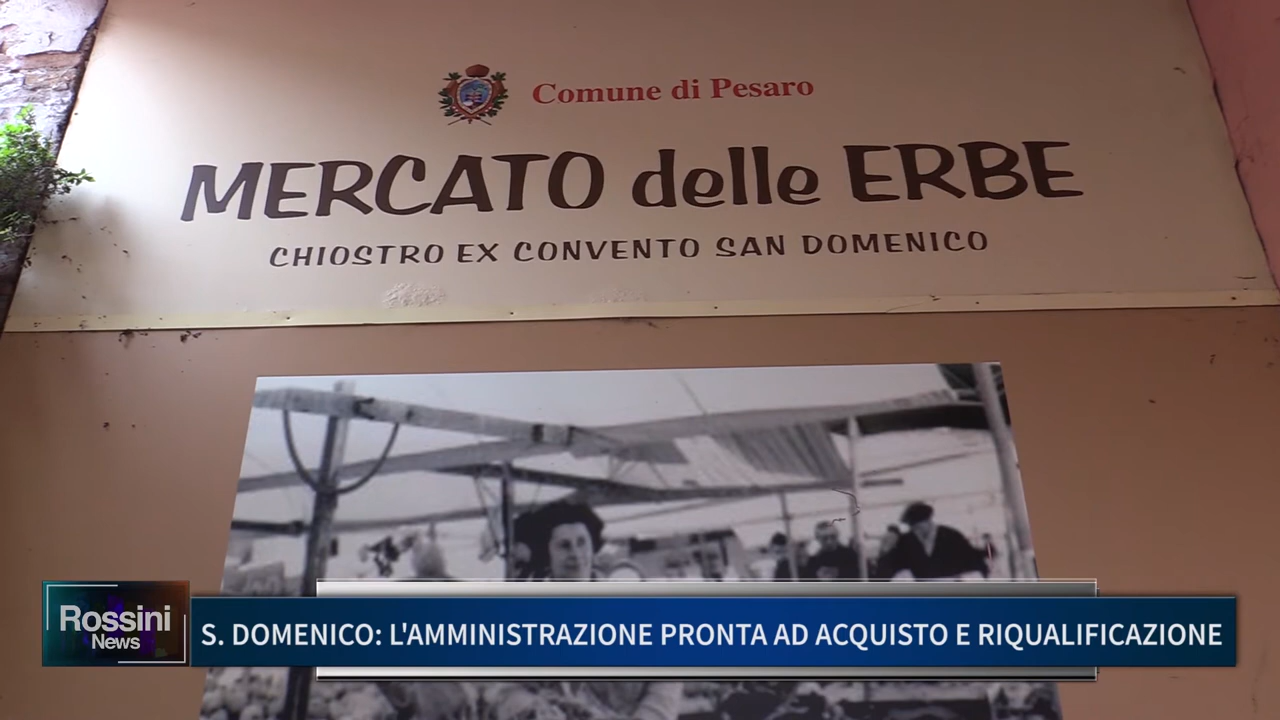 Comune di Pesaro
MERCATO delle ERBE
CHIOSTRO EX CONVENTO SAN DOMENICO
Rossini
News
S. DOMENICO: L'AMMINISTRAZIONE PRONTA AD ACQUISTO E RIQUALIFICAZIONE